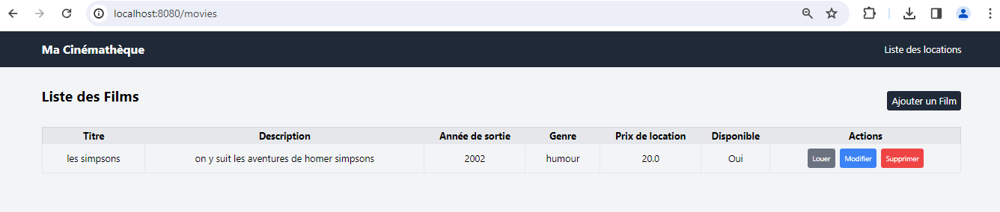 localhost:8080/movies
Ma Cinémathèque Liste des locations
Liste des Films
Ajouter un Film
Titre Description Année de sortie Genre Prix de location Disponible Actions
les simpsons on y suit les aventures de homer simpsons 2002 humour 20.0 Oui Louer Modifier Supprimer